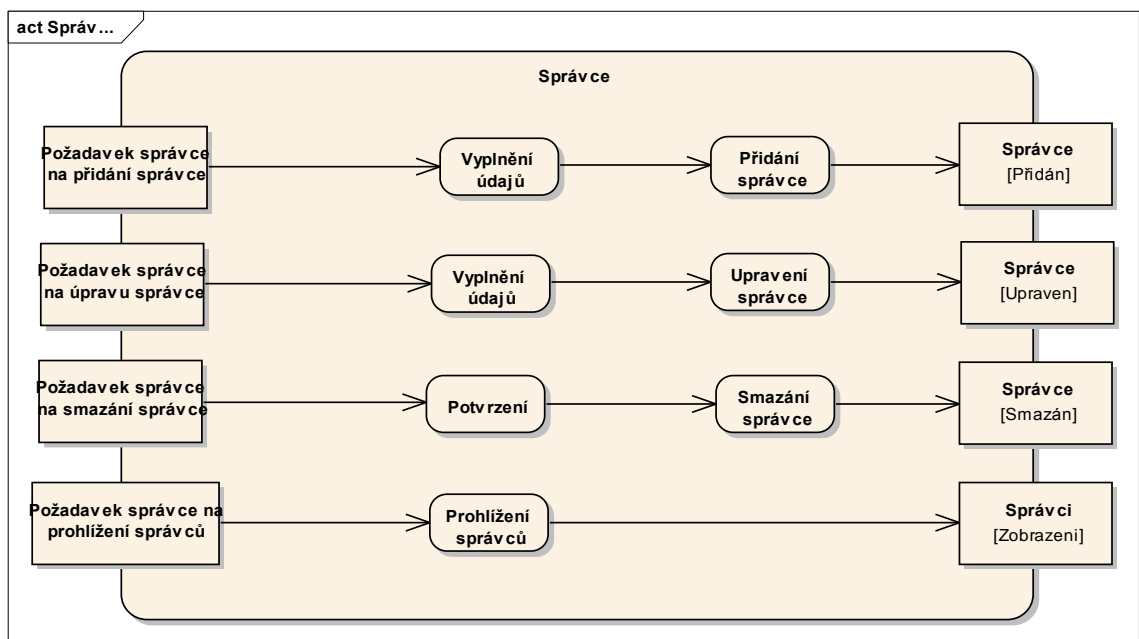 act Správ...
Správce
Požadavek správce
na přidání správce
Vyplnění
údajů
Přidání
správce
Správce
[Přidán]
Požadavek správce
na úpravu správce
Vyplnění
údajů
Upravení
správce
Správce
[Upraven]
Požadavek správce
na smazání správce
Potvrzení
Smazání
správce
Správce
[Smazán]
Požadavek správce na
prohlížení správců
Prohlížení
správců
Správci
[Zobrazeni]